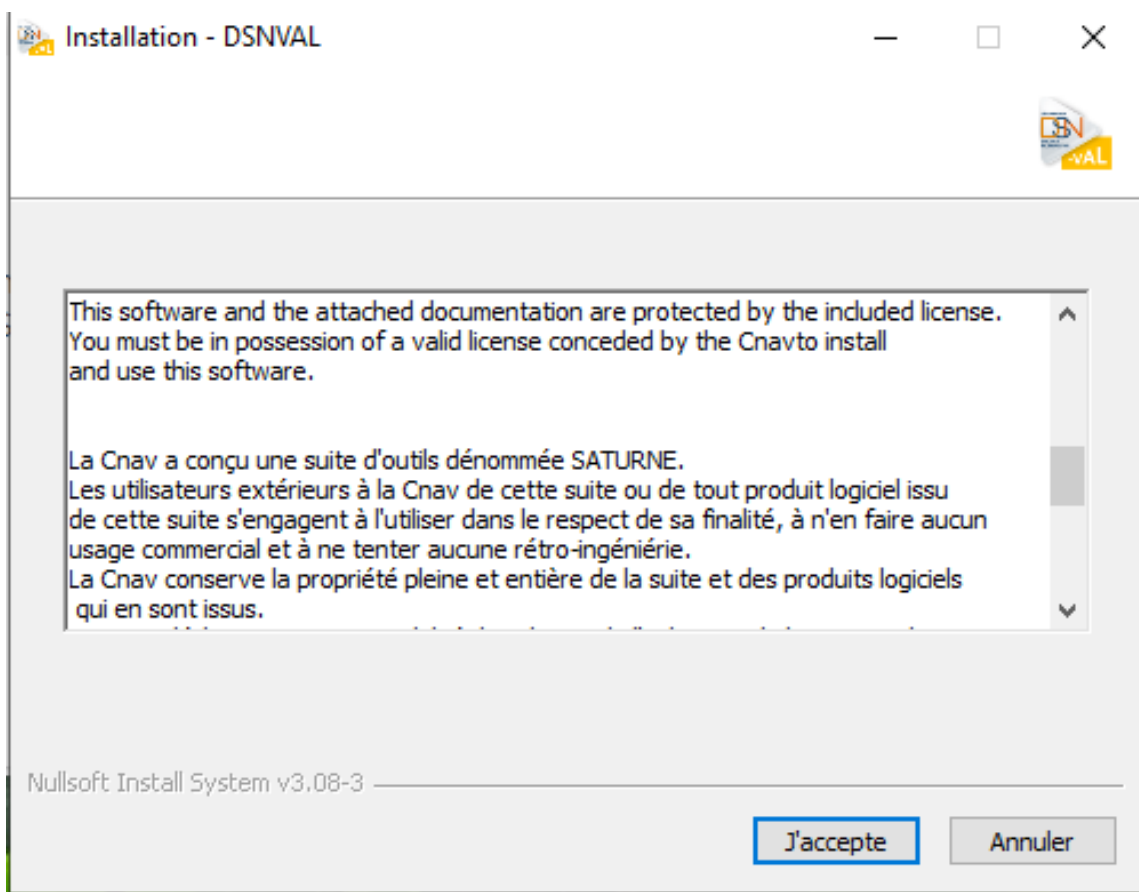 Installation - DSNVAL
DSN
-VAL
This software and the attached documentation are protected by the included license.
You must be in possession of a valid license conceded by the Cnavto install
and use this software.
La Cnav a conçu une suite d'outils dénommée SATURNE.
Les utilisateurs extérieurs à la Cnav de cette suite ou de tout produit logiciel issu
de cette suite s'engagent à l'utiliser dans le respect de sa finalité, à n'en faire aucun
usage commercial et à ne tenter aucune rétro-ingéniérie.
La Cnav conserve la propriété pleine et entière de la suite et des produits logiciels
qui en sont issus.
Nullsoft Install System v3.08-3
J'accepte
Annuler